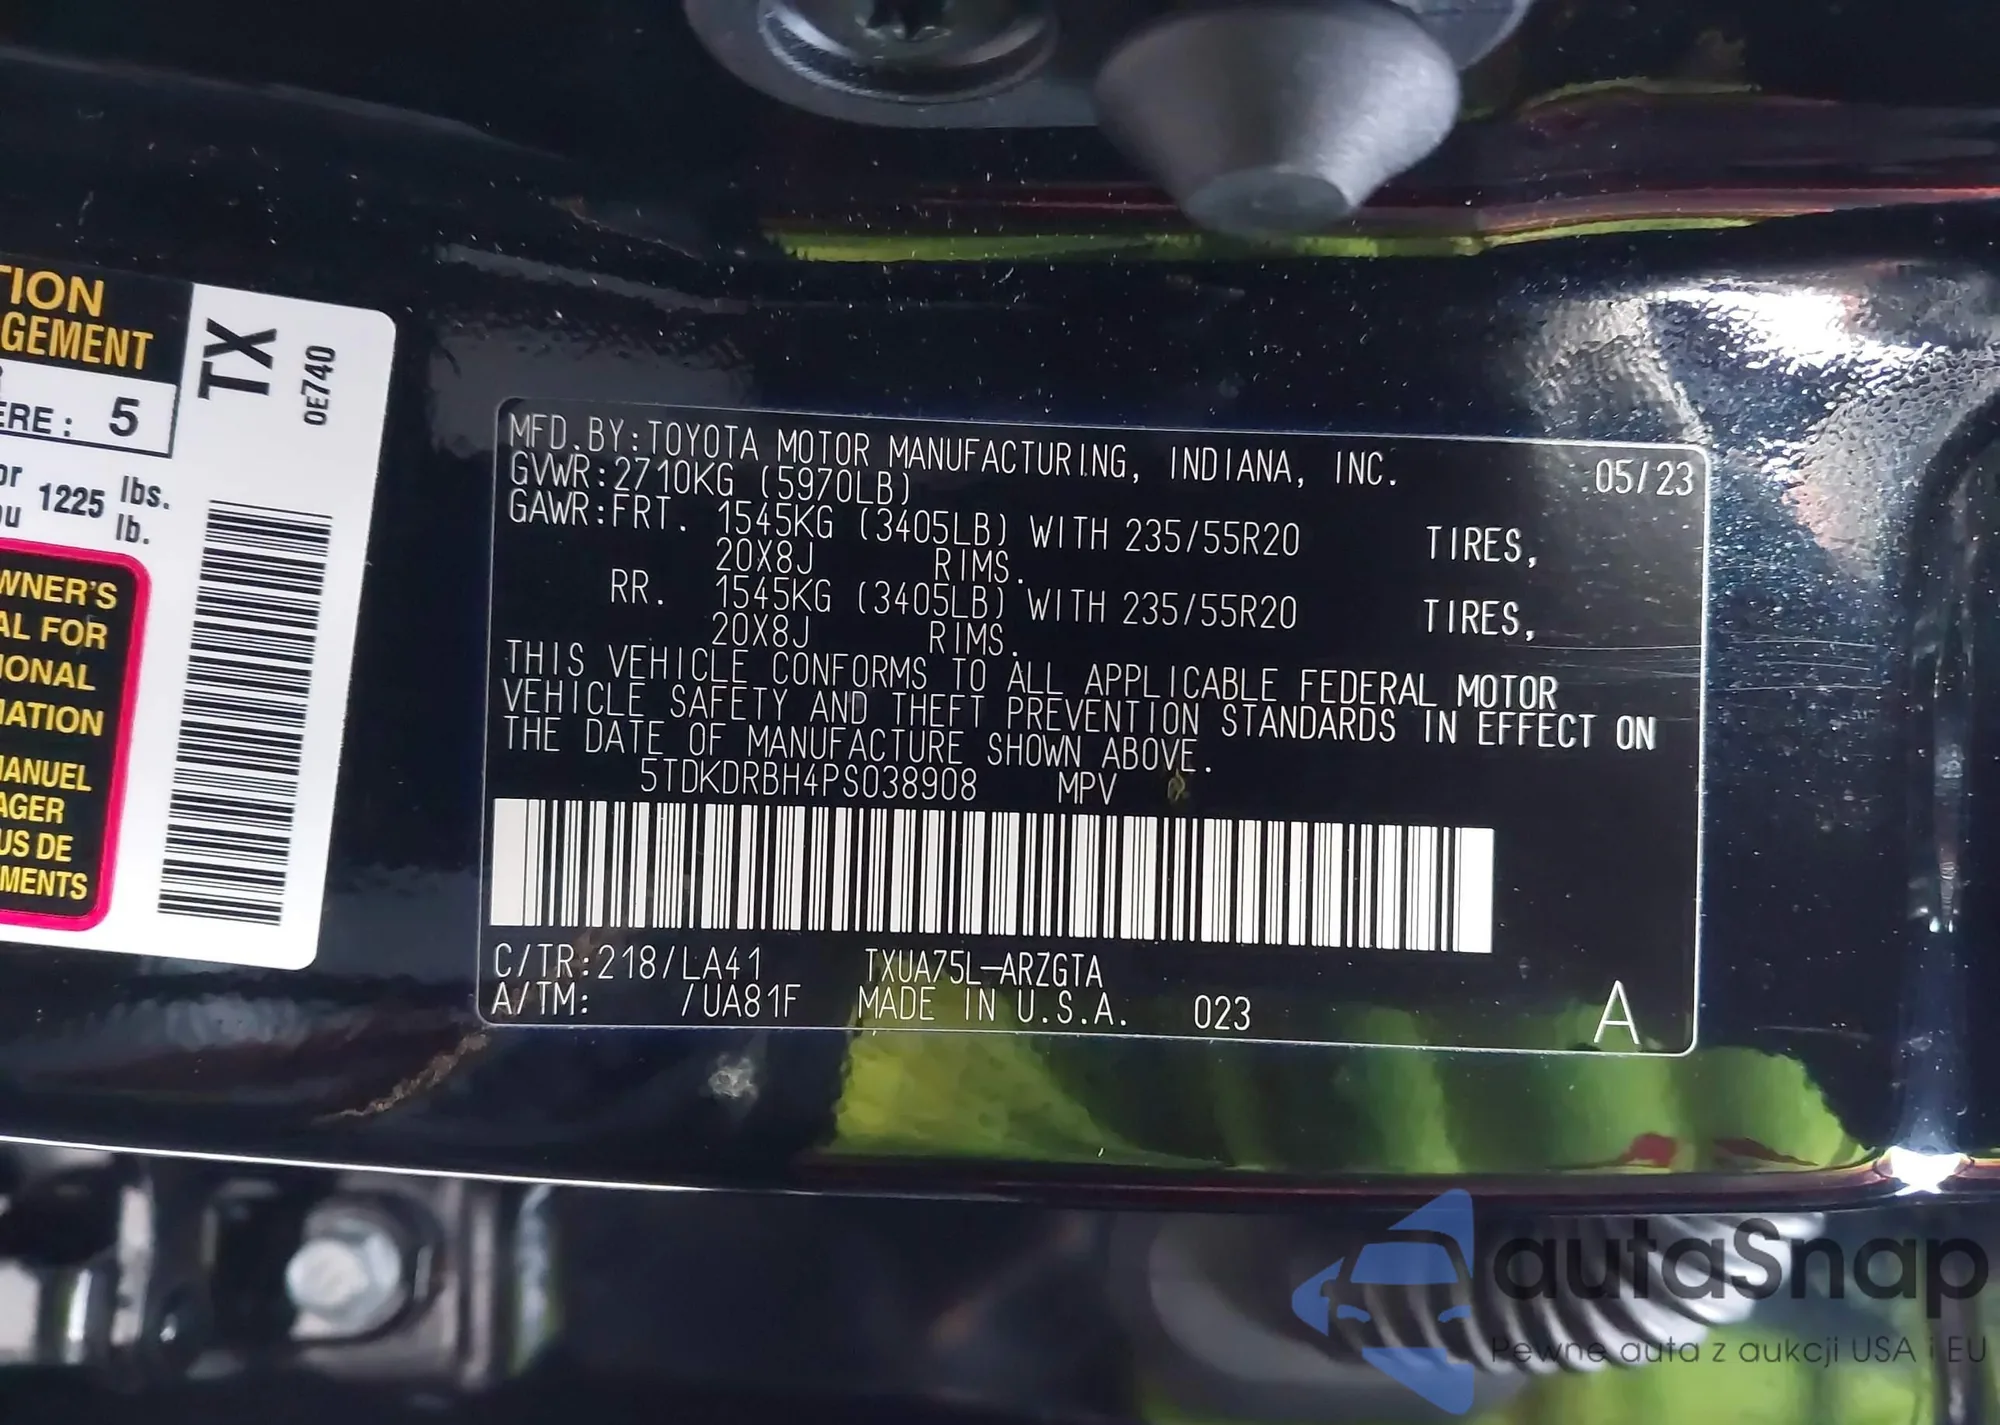 TION
GEMENT
ERE: 5
or
1225 lbs.
lb.
WNER'S
AL FOR
IONAL
MATION
MANUEL
AGER
US DE
MENTS
TX
0E740
MFD.BY:TOYOTA MOTOR MANUFACTURING, INDIANA, INC.
05/23
GVWR:2710KG (5970LB)
GAWR:FRT. 1545KG (3405LB) WITH 235/55R20 TIRES,
20X8J RIMS.
RR. 1545KG (3405LB) WITH 235/55R20 TIRES,
20X8J RIMS.
THIS VEHICLE CONFORMS TO ALL APPLICABLE FEDERAL MOTOR
VEHICLE SAFETY AND THEFT PREVENTION STANDARDS IN EFFECT ON
THE DATE OF MANUFACTURE SHOWN ABOVE.
5TDKDRBH4PS038908 MPV
C/TR:218/LA41 TXUA75L-ARZGTA
A/TM: /UA81F MADE IN U.S.A. 023
A
autaSnap
Pewne auta z aukcji USA i EU